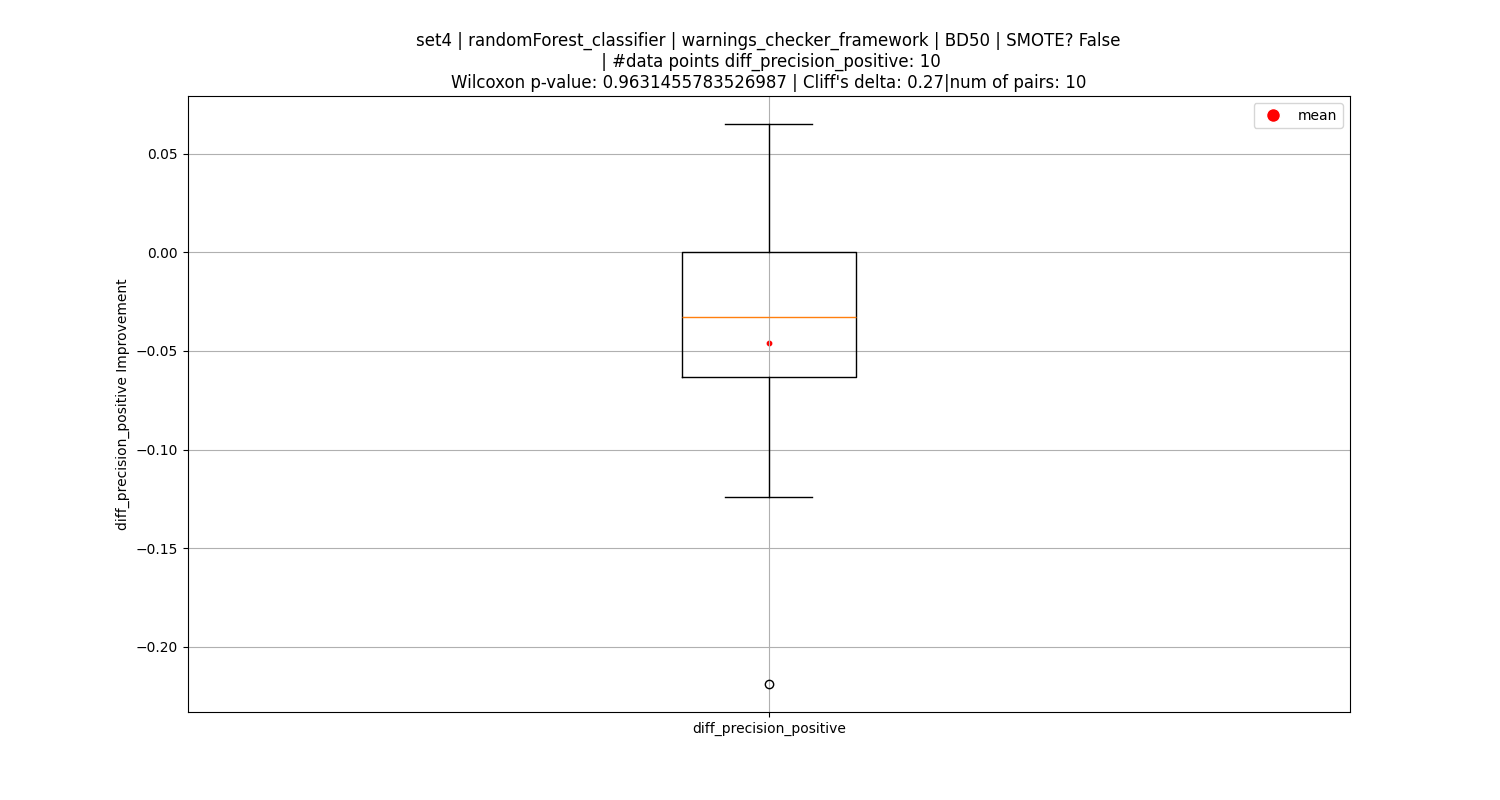 set4 | randomForest_classifier | warnings_checker_framework | BD50 | SMOTE? False
| #data points diff_precision_positive: 10
Wilcoxon p-value: 0.9631455783526987 | Cliff's delta: 0.27|num of pairs: 10
mean
0.05
0.00
−0.05
−0.10
−0.15
−0.20
diff_precision_positive Improvement
diff_precision_positive